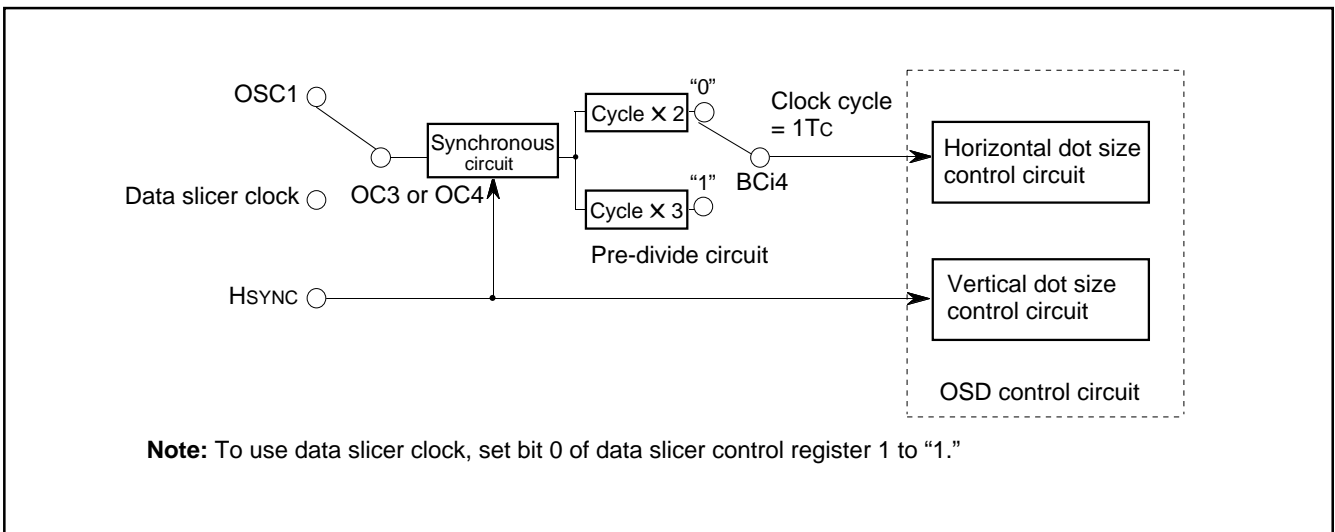 OSC1
Data slicer clock
HSYNC
OC3 or OC4
Synchronous
circuit
Cycle × 2
"0"
Cycle × 3
"1"
Pre-divide circuit
BCi4
Clock cycle
= 1TC
Horizontal dot size
control circuit
Vertical dot size
control circuit
OSD control circuit
Note: To use data slicer clock, set bit 0 of data slicer control register 1 to “1.”